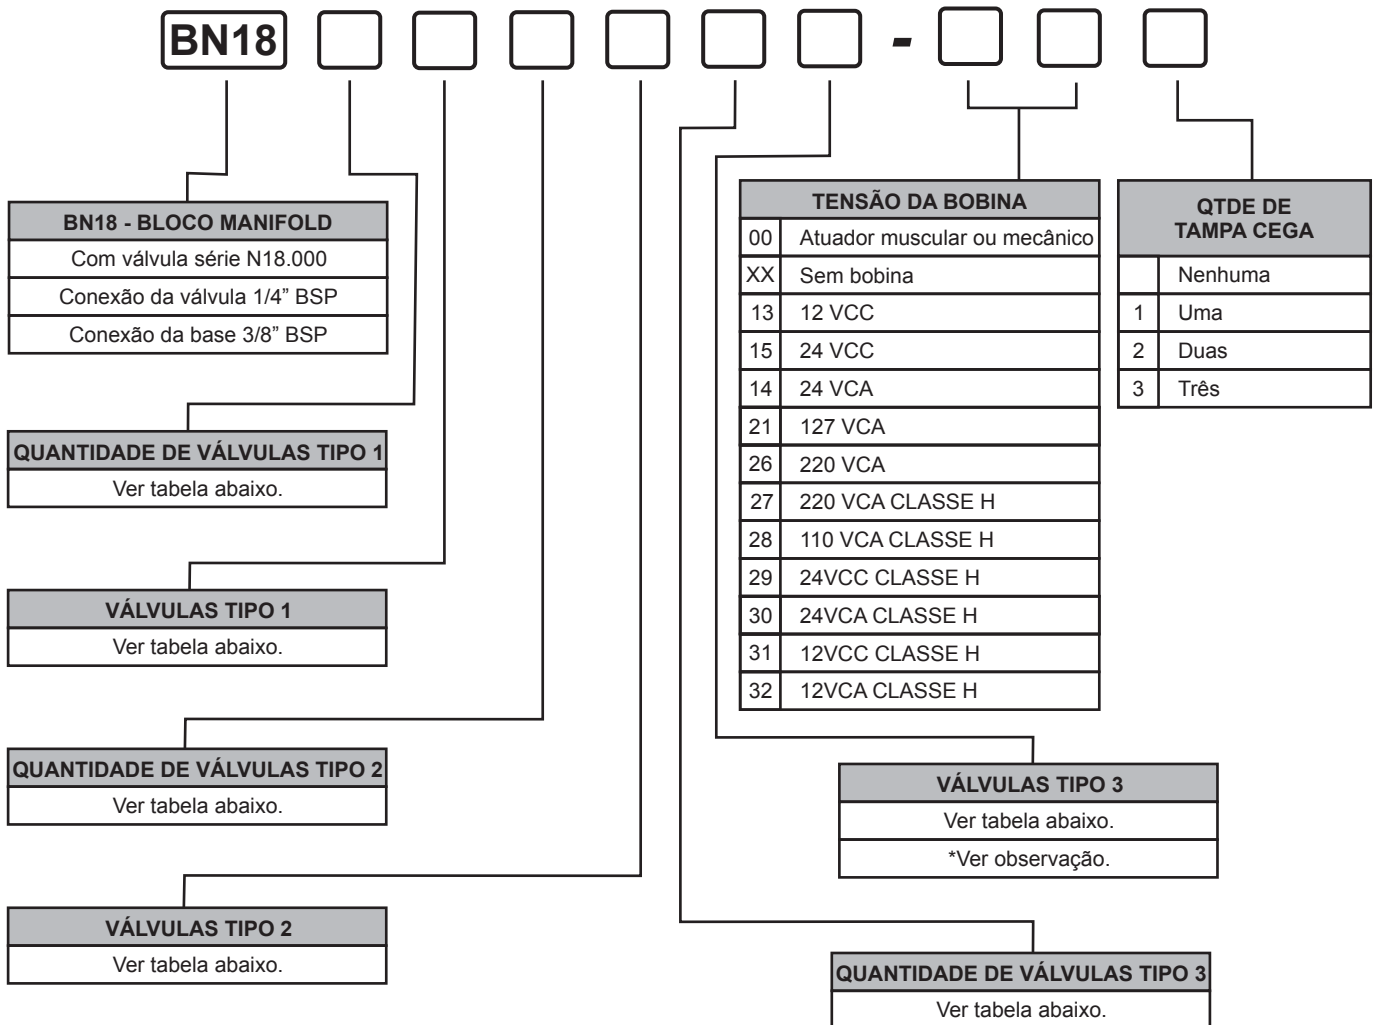 BN18 -
BN18 - BLOCO MANIFOLD
Com válvula série N18.000
Conexão da válvula 1/4” BSP
Conexão da base 3/8” BSP
QUANTIDADE DE VÁLVULAS TIPO 1
Ver tabela abaixo.
VÁLVULAS TIPO 1
Ver tabela abaixo.
QUANTIDADE DE VÁLVULAS TIPO 2
Ver tabela abaixo.
VÁLVULAS TIPO 2
Ver tabela abaixo.
TENSÃO DA BOBINA
00 Atuador muscular ou mecânico
XX Sem bobina
13 12 VCC
15 24 VCC
14 24 VCA
21 127 VCA
26 220 VCA
27 220 VCA CLASSE H
28 110 VCA CLASSE H
29 24VCC CLASSE H
30 24VCA CLASSE H
31 12VCC CLASSE H
32 12VCA CLASSE H
QTDE DE
TAMPA CEGA
Nenhuma
1 Uma
2 Duas
3 Três
VÁLVULAS TIPO 3
Ver tabela abaixo.
*Ver observação.
QUANTIDADE DE VÁLVULAS TIPO 3
Ver tabela abaixo.